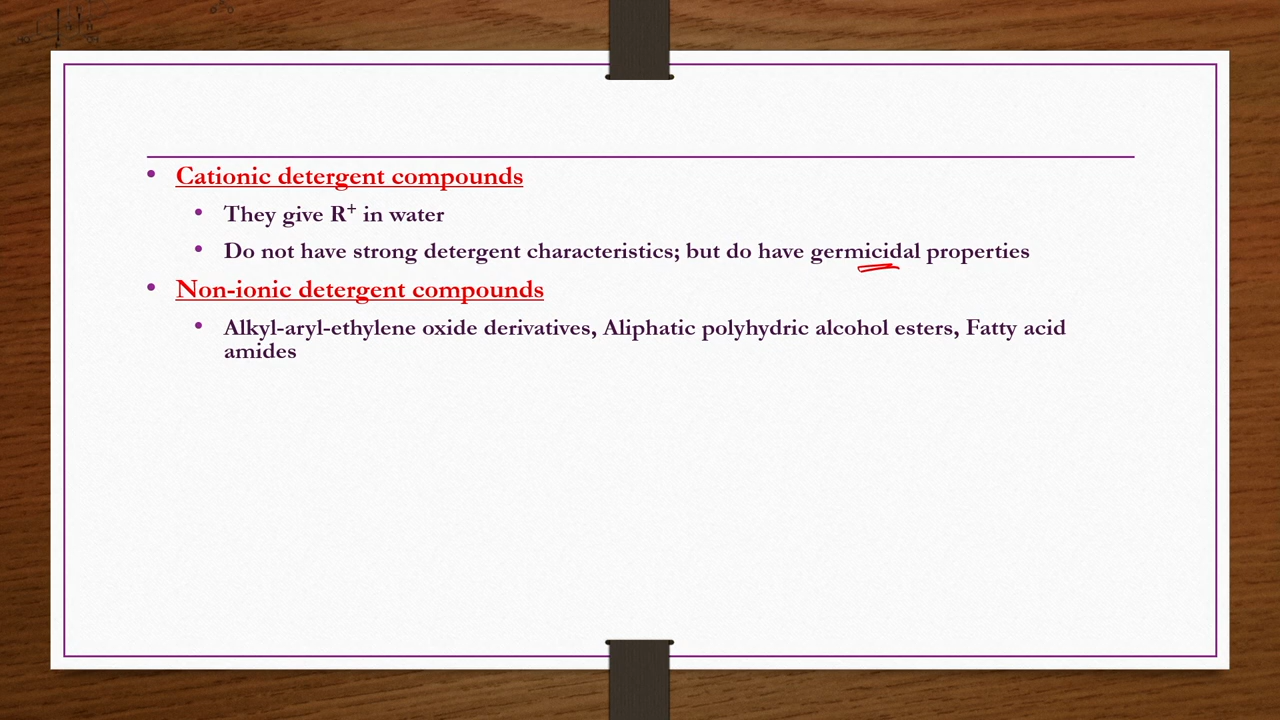 • Cationic detergent compounds
• They give R⁺ in water
• Do not have strong detergent characteristics; but do have germicidal properties
• Non-ionic detergent compounds
• Alkyl-aryl-ethylene oxide derivatives, Aliphatic polyhydric alcohol esters, Fatty acid
amides